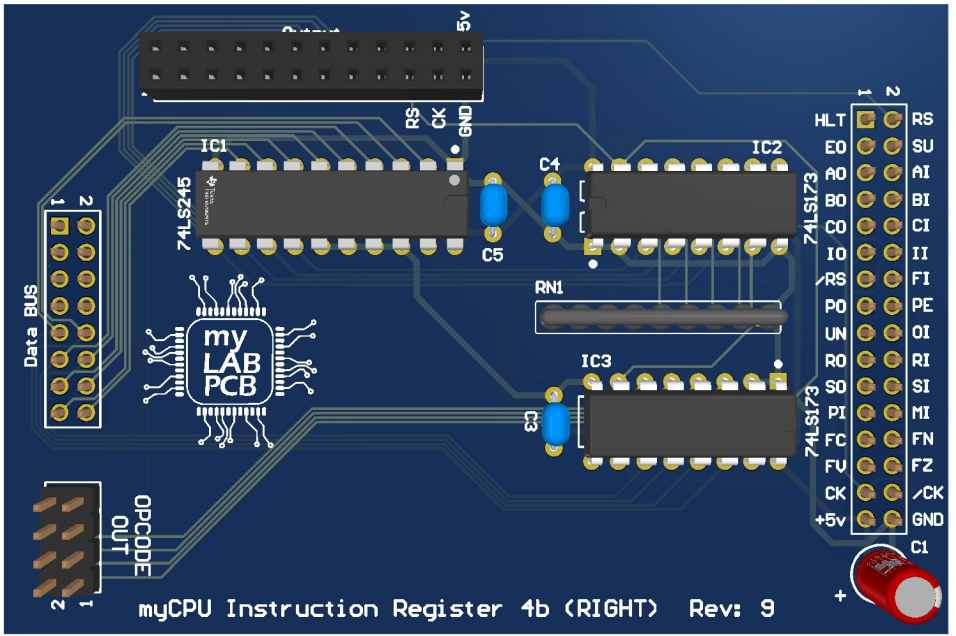 Output
+5v
RS
CK
GND
IC1
74LS245
TEXAS INSTRUMENTS
C5
C4
IC2
74LS173
RN1
IC3
74LS173
C3
1 2
Data BUS
my
LAB
PCB
OPCODE
OUT
2 1
1 2
HLT RS
EO SU
AO AI
BO BI
CO CI
IO II
/RS FI
PO PE
UN OI
RO RI
SO SI
PI MI
FC FN
FV FZ
CK /CK
+5v GND
C1
+
myCPU Instruction Register 4b (RIGHT) Rev: 9